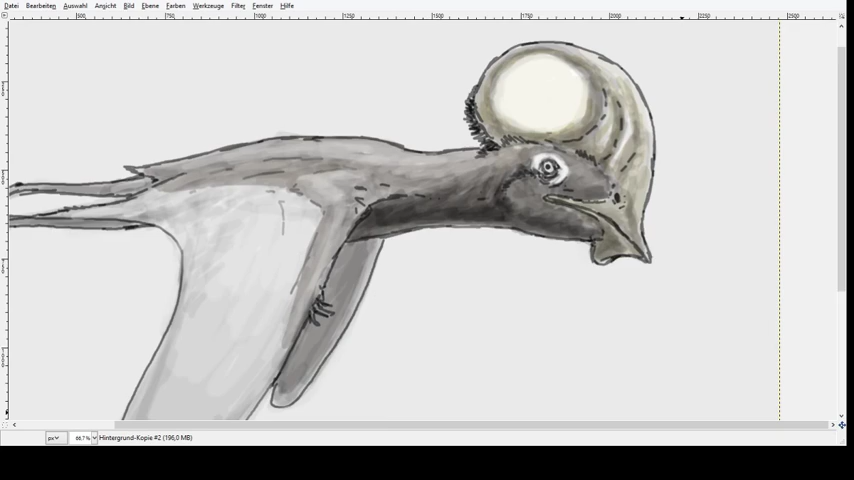 Datei Bearbeiten Auswahl Ansicht Bild Ebene Farben Werkzeuge Filter Fenster Hilfe
500 750 1000 1250 1500 1750 2000 2250 2500
px 66,7 % Hintergrund-Kopie #2 (196,0 MB)